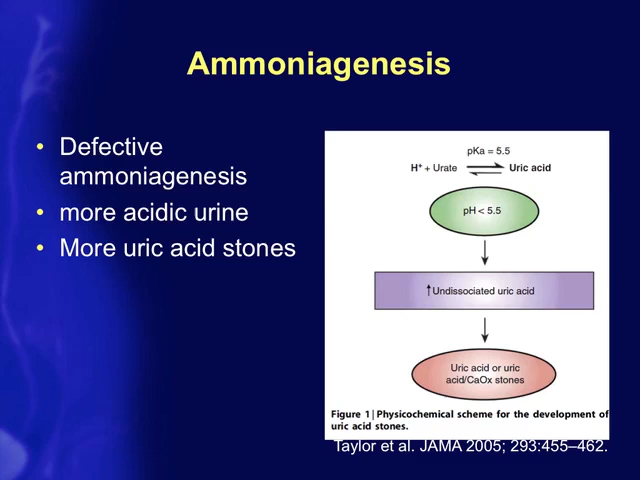 Ammoniagenesis
• Defective
ammoniagenesis
• more acidic urine
• More uric acid stones
pKa = 5.5
H+ + Urate ⇌ Uric acid
pH < 5.5
↑ Undissociated uric acid
Uric acid or uric
acid/CaOx stones
Figure 1 | Physicochemical scheme for the development of
uric acid stones.
Taylor et al. JAMA 2005; 293:455–462.